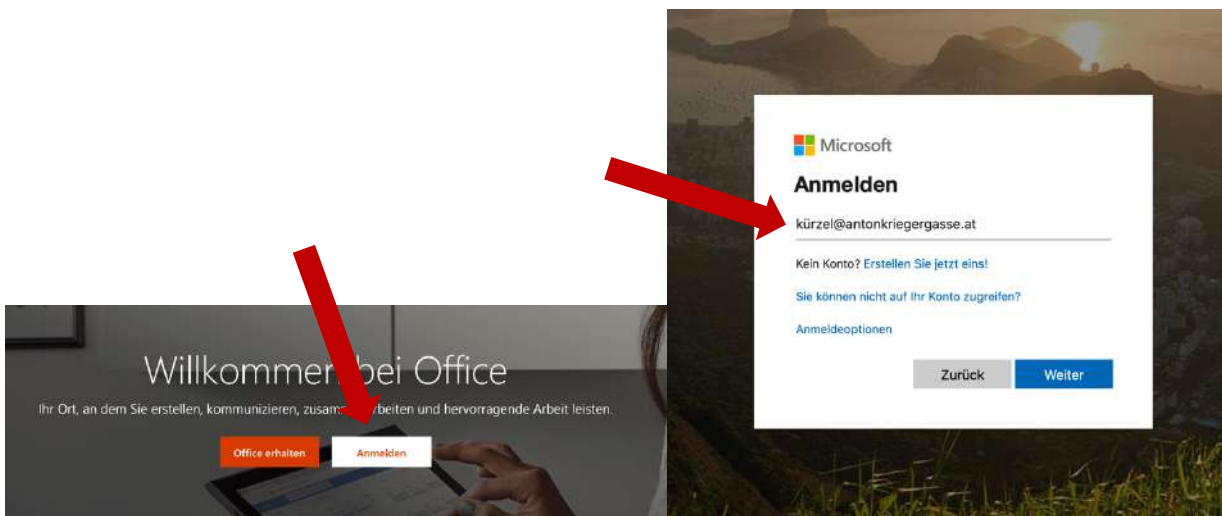 Willkommen bei Office
Ihr Ort, an dem Sie erstellen, kommunizieren, zusam rbeiten und hervorragende Arbeit leisten.
Office erhalten
Anmelden
Microsoft
Anmelden
kürzel@antonkriegergasse.at
Kein Konto? Erstellen Sie jetzt eins!
Sie können nicht auf Ihr Konto zugreifen?
Anmeldeoptionen
Zurück Weiter